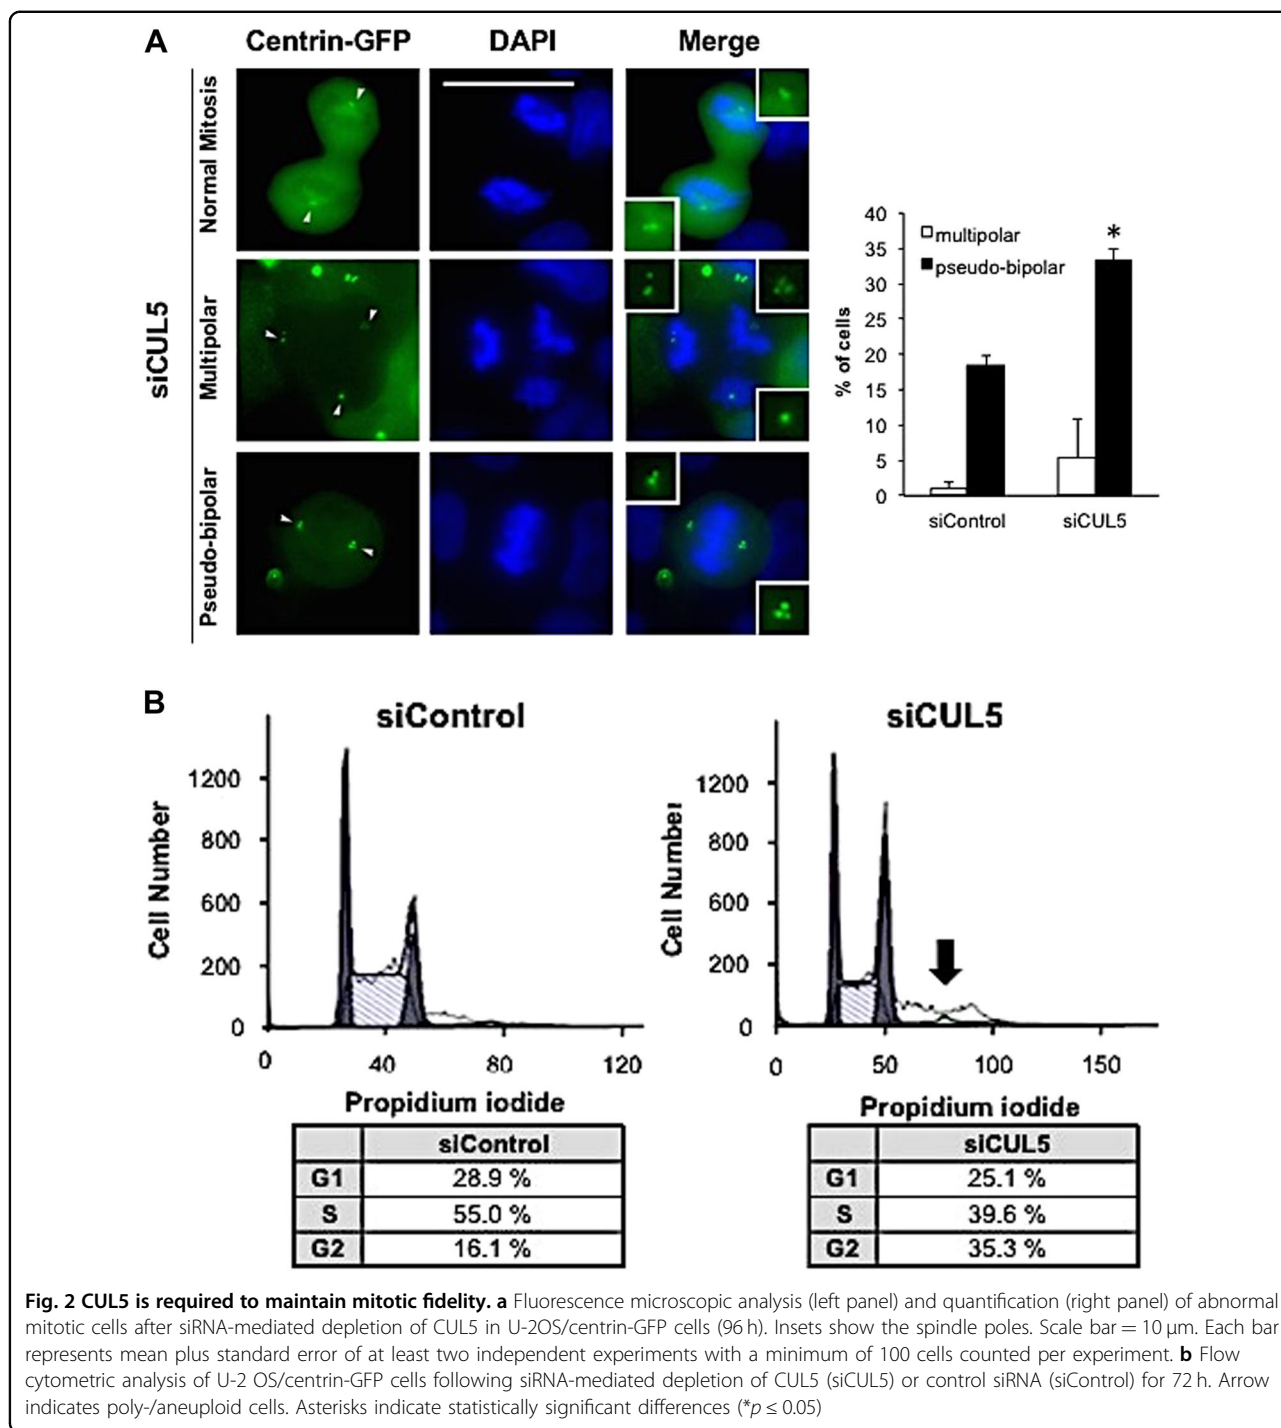 A
Centrin-GFP DAPI Merge
siCUL5
Normal Mitosis
Multipolar
Pseudo-bipolar
% of cells
40
35
30
25
20
15
10
5
0
multipolar
pseudo-bipolar
*
siControl siCUL5
B
siControl
Cell Number
1200
800
600
200
0
0 40 80 120
Propidium iodide
siControl
G1 28.9 %
S 55.0 %
G2 16.1 %
siCUL5
Cell Number
1200
800
600
200
0
0 50 100 150
Propidium iodide
siCUL5
G1 25.1 %
S 39.6 %
G2 35.3 %
Fig. 2 CUL5 is required to maintain mitotic fidelity. a Fluorescence microscopic analysis (left panel) and quantification (right panel) of abnormal
mitotic cells after siRNA-mediated depletion of CUL5 in U-2OS/centrin-GFP cells (96 h). Insets show the spindle poles. Scale bar = 10 μm. Each bar
represents mean plus standard error of at least two independent experiments with a minimum of 100 cells counted per experiment. b Flow
cytometric analysis of U-2 OS/centrin-GFP cells following siRNA-mediated depletion of CUL5 (siCUL5) or control siRNA (siControl) for 72 h. Arrow
indicates poly-/aneuploid cells. Asterisks indicate statistically significant differences (*p ≤ 0.05)